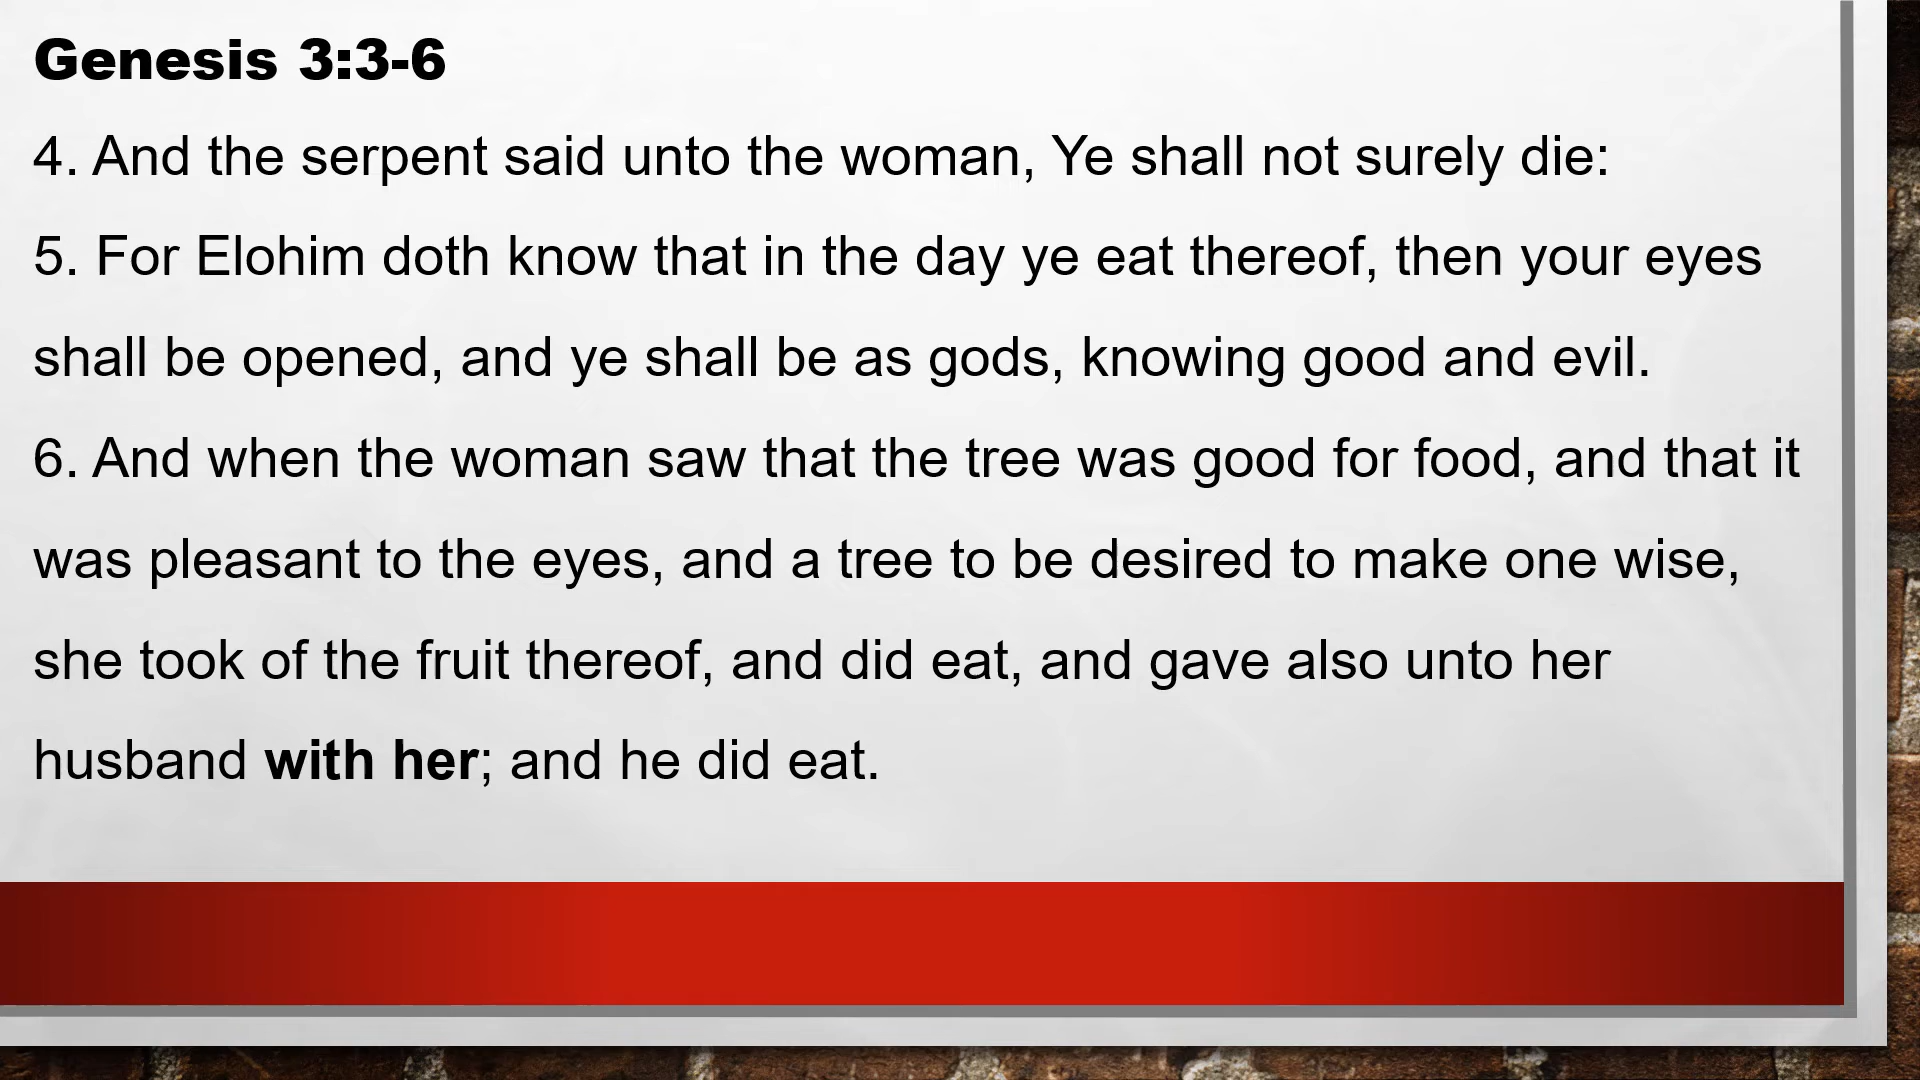 Genesis 3:3-6
4. And the serpent said unto the woman, Ye shall not surely die:
5. For Elohim doth know that in the day ye eat thereof, then your eyes
shall be opened, and ye shall be as gods, knowing good and evil.
6. And when the woman saw that the tree was good for food, and that it
was pleasant to the eyes, and a tree to be desired to make one wise,
she took of the fruit thereof, and did eat, and gave also unto her
husband with her; and he did eat.